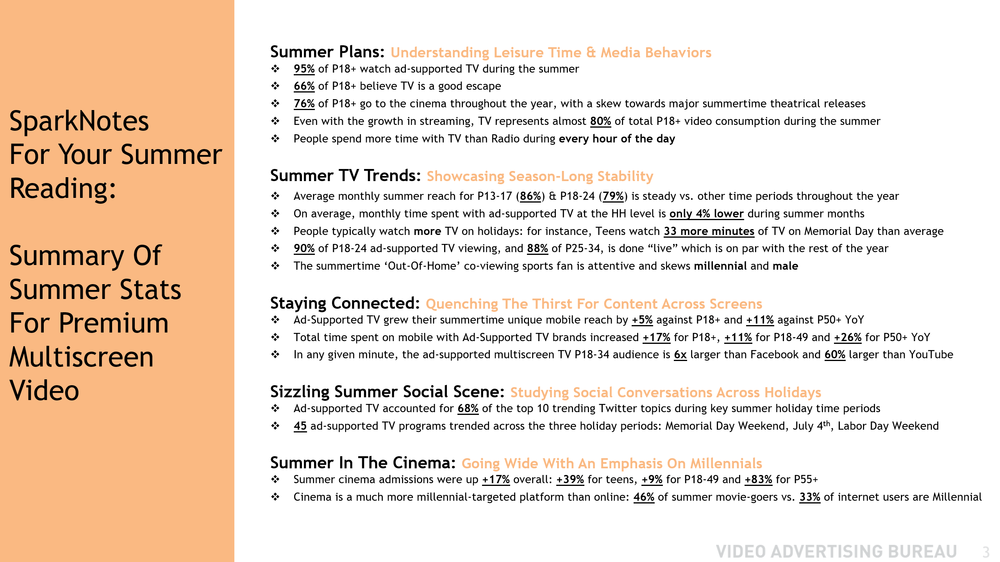 SparkNotes
For Your Summer
Reading:
Summary Of
Summer Stats
For Premium
Multiscreen
Video
Summer Plans: Understanding Leisure Time & Media Behaviors
❖ 95% of P18+ watch ad-supported TV during the summer
❖ 66% of P18+ believe TV is a good escape
❖ 76% of P18+ go to the cinema throughout the year, with a skew towards major summertime theatrical releases
❖ Even with the growth in streaming, TV represents almost 80% of total P18+ video consumption during the summer
❖ People spend more time with TV than Radio during every hour of the day
Summer TV Trends: Showcasing Season-Long Stability
❖ Average monthly summer reach for P13-17 (86%) & P18-24 (79%) is steady vs. other time periods throughout the year
❖ On average, monthly time spent with ad-supported TV at the HH level is only 4% lower during summer months
❖ People typically watch more TV on holidays: for instance, Teens watch 33 more minutes of TV on Memorial Day than average
❖ 90% of P18-24 ad-supported TV viewing, and 88% of P25-34, is done “live” which is on par with the rest of the year
❖ The summertime ‘Out-Of-Home’ co-viewing sports fan is attentive and skews millennial and male
Staying Connected: Quenching The Thirst For Content Across Screens
❖ Ad-Supported TV grew their summertime unique mobile reach by +5% against P18+ and +11% against P50+ YoY
❖ Total time spent on mobile with Ad-Supported TV brands increased +17% for P18+, +11% for P18-49 and +26% for P50+ YoY
❖ In any given minute, the ad-supported multiscreen TV P18-34 audience is 6x larger than Facebook and 60% larger than YouTube
Sizzling Summer Social Scene: Studying Social Conversations Across Holidays
❖ Ad-supported TV accounted for 68% of the top 10 trending Twitter topics during key summer holiday time periods
❖ 45 ad-supported TV programs trended across the three holiday periods: Memorial Day Weekend, July 4th, Labor Day Weekend
Summer In The Cinema: Going Wide With An Emphasis On Millennials
❖ Summer cinema admissions were up +17% overall: +39% for teens, +9% for P18-49 and +83% for P55+
❖ Cinema is a much more millennial-targeted platform than online: 46% of summer movie-goers vs. 33% of internet users are Millennial
VIDEO ADVERTISING BUREAU 3